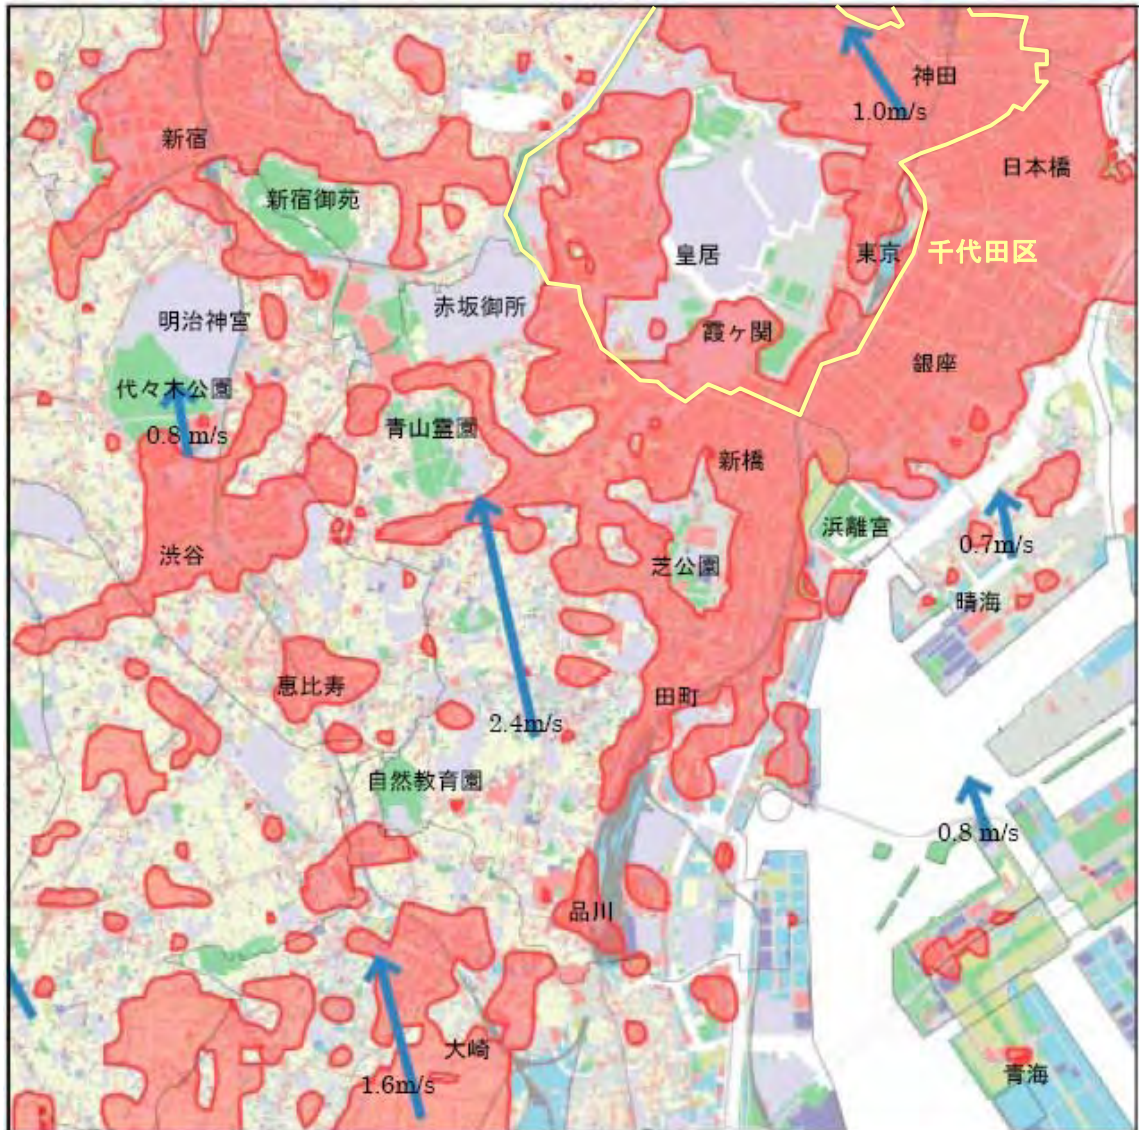 神田
1.0m/s
新宿
日本橋
新宿御苑
皇居
東京
千代田区
赤坂御所
明治神宮
霞ヶ関
銀座
代々木公園
0.8 m/s
青山霊園
新橋
浜離宮
0.7m/s
渋谷
芝公園
晴海
恵比寿
田町
2.4m/s
自然教育園
0.8 m/s
品川
大崎
青海
1.6m/s